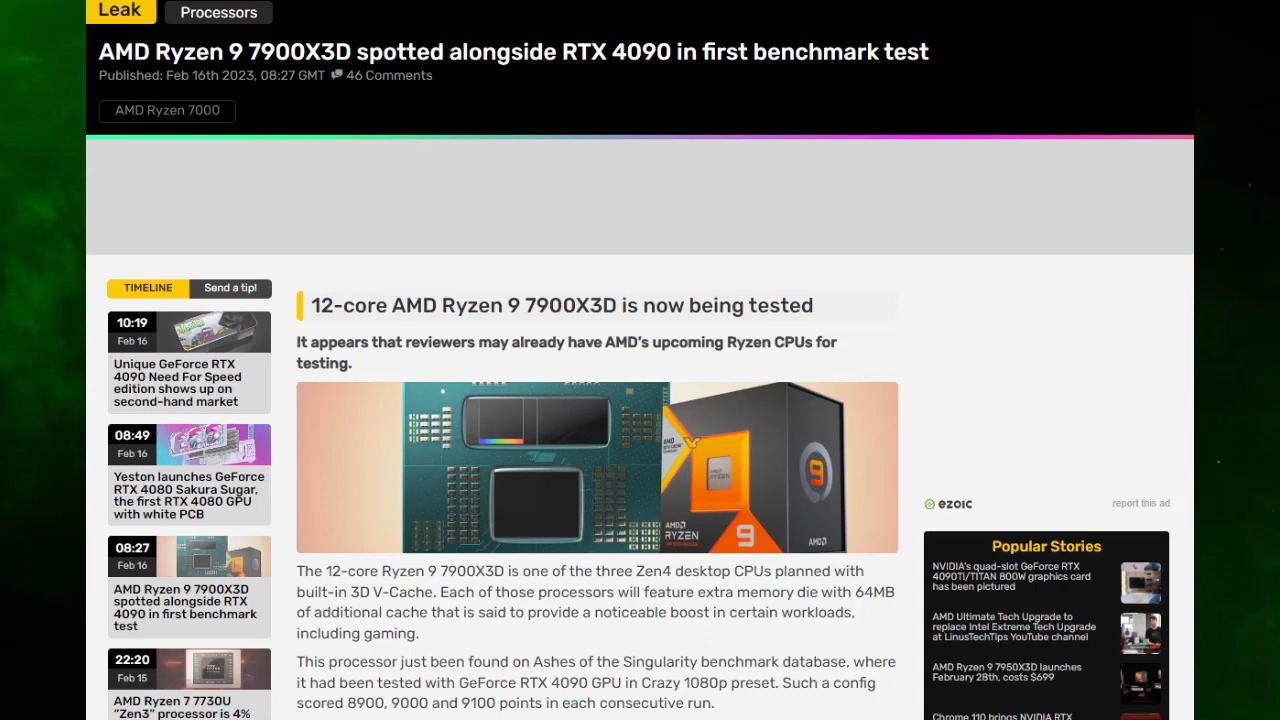 Leak
Processors
AMD Ryzen 9 7900X3D spotted alongside RTX 4090 in first benchmark test
Published: Feb 16th 2023, 08:27 GMT 46 Comments
AMD Ryzen 7000
TIMELINE
Send a tip!
10:19
Feb 16
Unique GeForce RTX
4090 Need For Speed
edition shows up on
second-hand market
08:49
Feb 16
Yeston launches GeForce
RTX 4080 Sakura Sugar,
the first RTX 4080 GPU
with white PCB
08:27
Feb 16
AMD Ryzen 9 7900X3D
spotted alongside RTX
4090 in first benchmark
test
22:20
Feb 15
AMD Ryzen 7 7730U
“Zen3” processor is 4%
12-core AMD Ryzen 9 7900X3D is now being tested
It appears that reviewers may already have AMD’s upcoming Ryzen CPUs for
testing.
AMD
RYZEN
9
AMD
RYZEN
9
AMD
The 12-core Ryzen 9 7900X3D is one of the three Zen4 desktop CPUs planned with
built-in 3D V-Cache. Each of those processors will feature extra memory die with 64MB
of additional cache that is said to provide a noticeable boost in certain workloads,
including gaming.
This processor just been found on Ashes of the Singularity benchmark database, where
it had been tested with GeForce RTX 4090 GPU in Crazy 1080p preset. Such a config
scored 8900, 9000 and 9100 points in each consecutive run.
ezoic
report this ad
Popular Stories
NVIDIA's quad-slot GeForce RTX
4090TI/TITAN 800W graphics card
has been pictured
AMD Ultimate Tech Upgrade to
replace Intel Extreme Tech Upgrade
at LinusTechTips YouTube channel
AMD Ryzen 9 7950X3D launches
February 28th, costs $699
Chrome 110 brings NVIDIA RTX